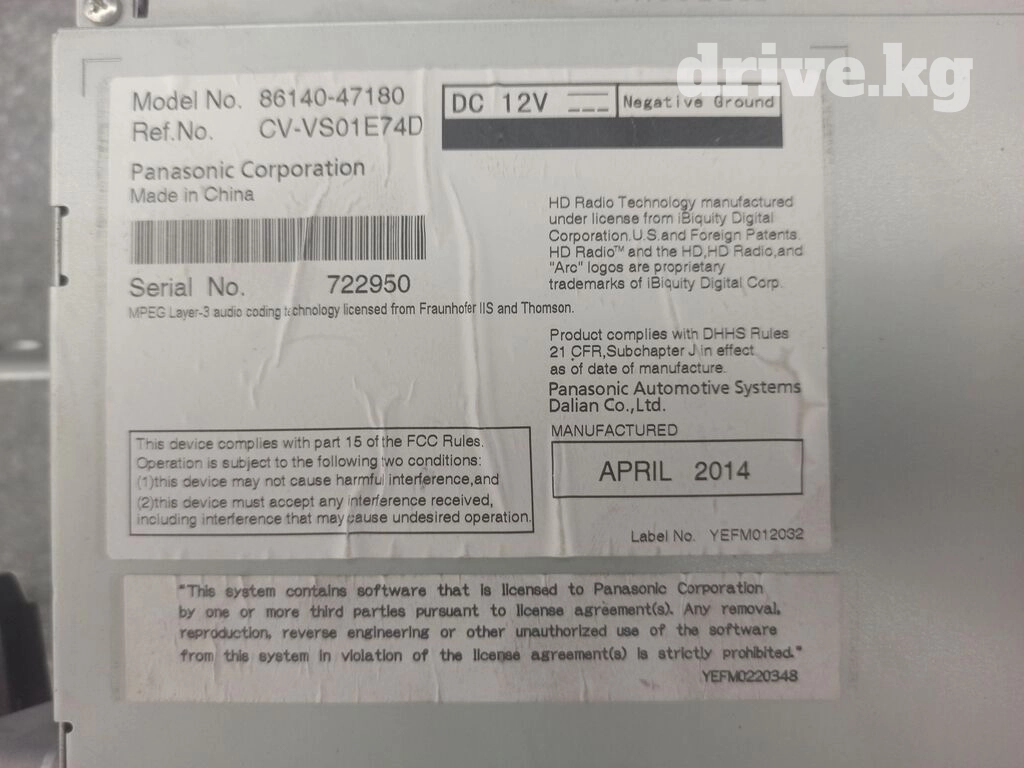 drive.kg
Model No. 86140-47180
Ref.No. CV-VS01E74D
DC 12V
Negative Ground
Panasonic Corporation
Made in China
Serial No. 722950
MPEG Layer-3 audio coding technology licensed from Fraunhofer IIS and Thomson.
HD Radio Technology manufactured
under license from iBiquity Digital
Corporation.U.S.and Foreign Patents.
HD Radio™ and the HD,HD Radio,and
"Arc" logos are proprietary
trademarks of iBiquity Digital Corp.
Product complies with DHHS Rules
21 CFR,Subchapter J in effect
as of date of manufacture.
Panasonic Automotive Systems
Dalian Co.,Ltd.
MANUFACTURED
APRIL 2014
This device complies with part 15 of the FCC Rules.
Operation is subject to the following two conditions:
(1)this device may not cause harmful interference,and
(2)this device must accept any interference received,
including interference that may cause undesired operation.
Label No. YEFM012032
"This system contains software that is licensed to Panasonic Corporation
by one or more third parties pursuant to license agreement(s). Any removal,
reproduction, reverse engineering or other unauthorized use of the software
from this system in violation of the license agreement(s) is strictly prohibited."
YEFM0220348